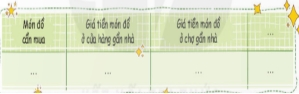 Món đồ
cần mua
Giá tiền món đồ
ở cửa hàng gần nhà
Giá tiền món đồ
ở chợ gần nhà
...
... ... ... ...